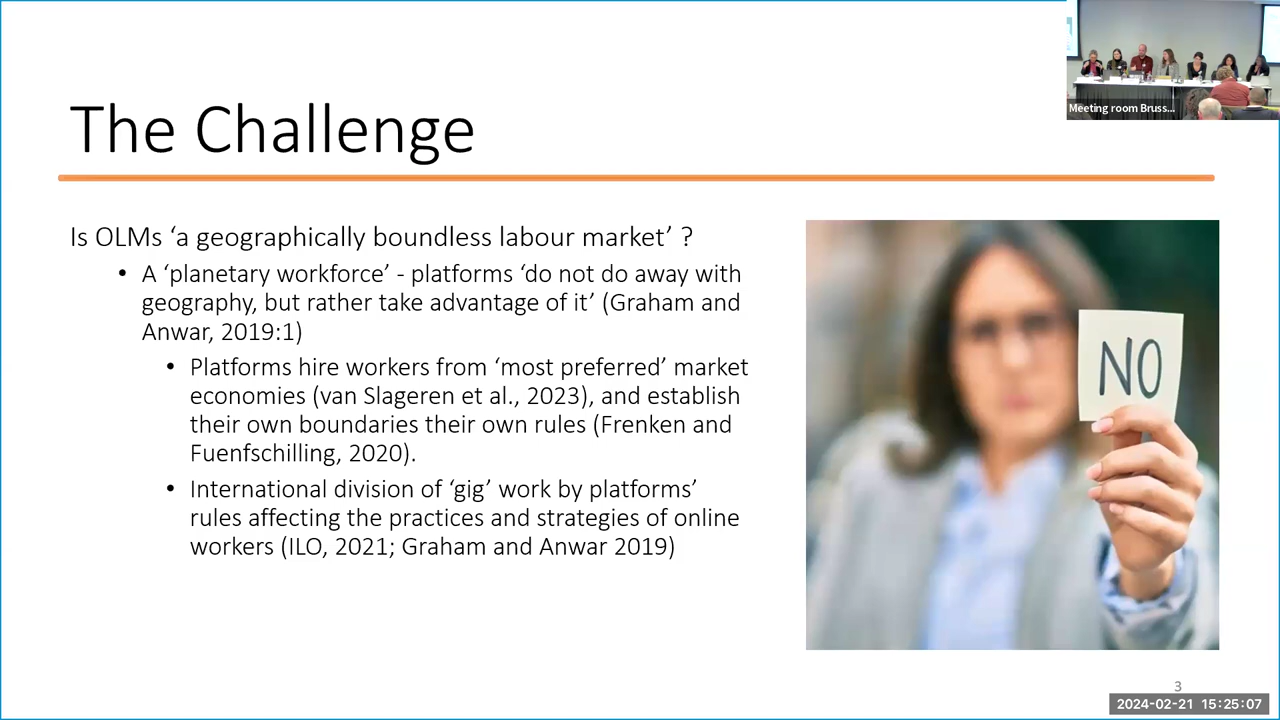 Meeting room Bruss...
The Challenge
Is OLMs ‘a geographically boundless labour market’ ?
• A ‘planetary workforce’ - platforms ‘do not do away with
geography, but rather take advantage of it’ (Graham and
Anwar, 2019:1)
• Platforms hire workers from ‘most preferred’ market
economies (van Slageren et al., 2023), and establish
their own boundaries their own rules (Frenken and
Fuenfschilling, 2020).
• International division of ‘gig’ work by platforms’
rules affecting the practices and strategies of online
workers (ILO, 2021; Graham and Anwar 2019)
NO
3
2024-02-21 15:25:07